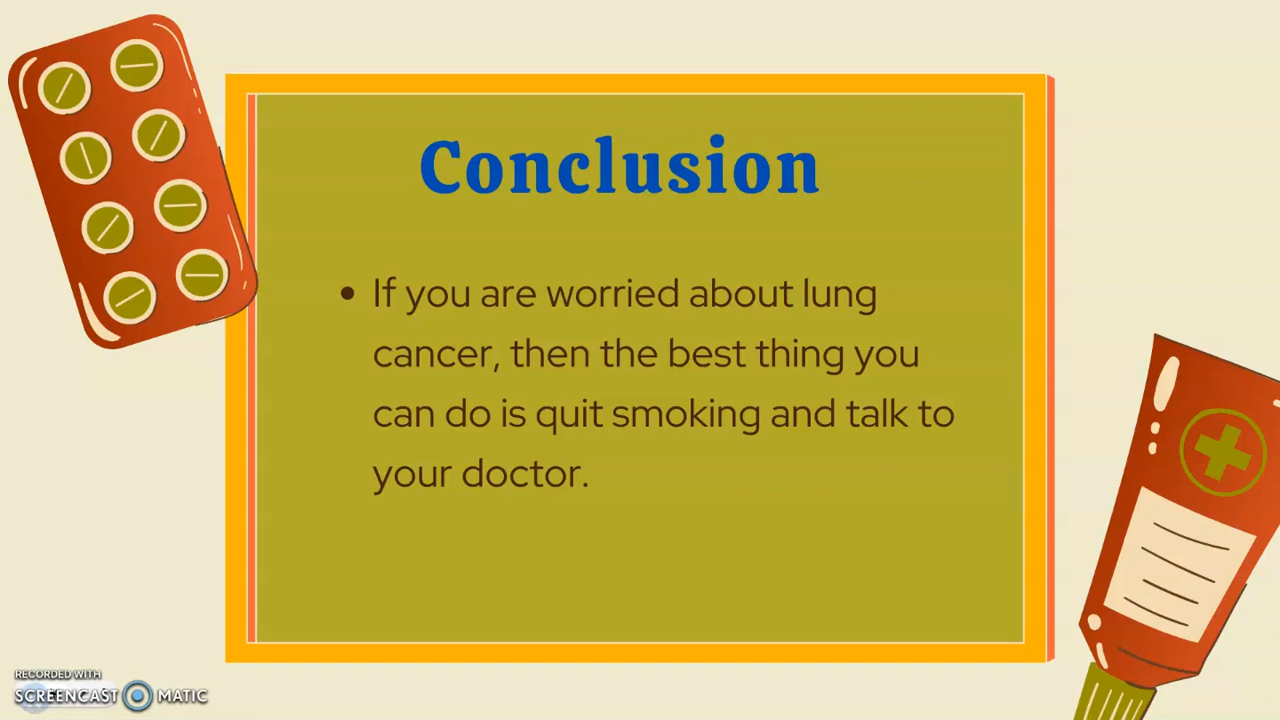 Conclusion
• If you are worried about lung
cancer, then the best thing you
can do is quit smoking and talk to
your doctor.
RECORDED WITH
SCREENCAST MATIC